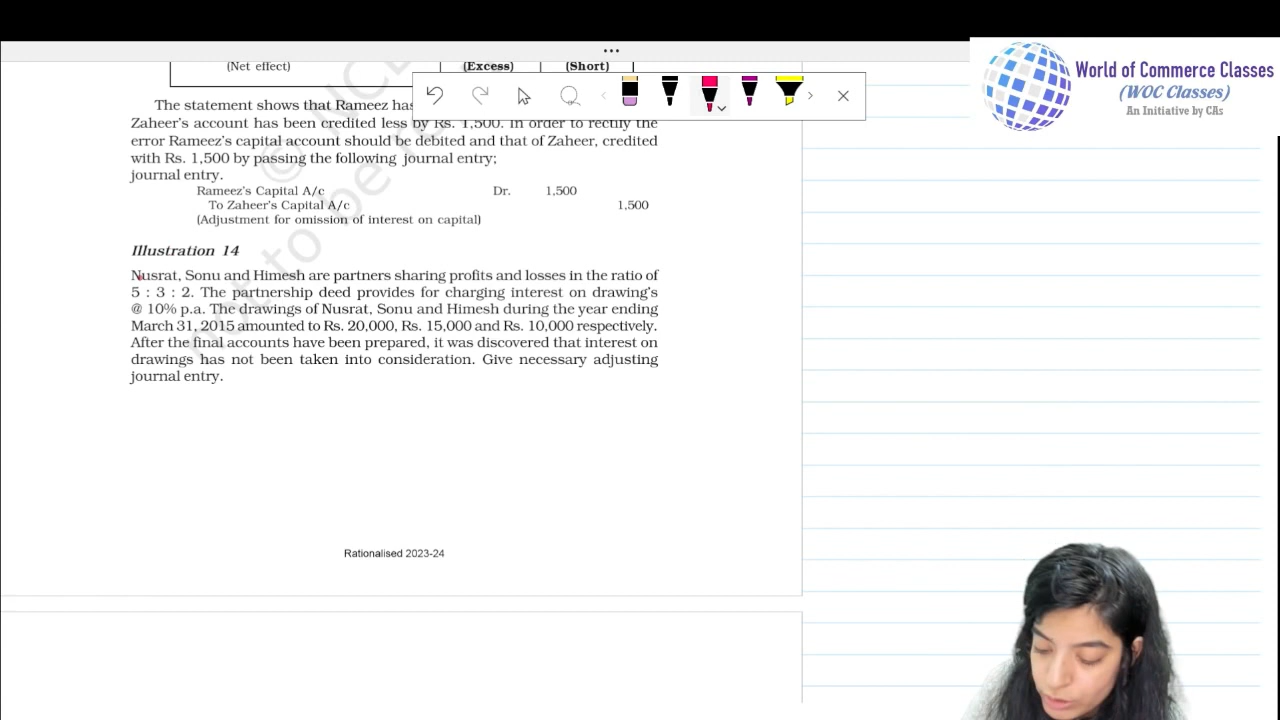 World of Commerce Classes
(WOC Classes)
An Initiative by CAs
(Net effect) (Excess) (Short)
The statement shows that Rameez has
Zaheer's account has been credited less by Rs. 1,500. In order to rectify the
error Rameez's capital account should be debited and that of Zaheer, credited
with Rs. 1,500 by passing the following journal entry;
journal entry.
Rameez's Capital A/c Dr. 1,500
To Zaheer's Capital A/c 1,500
(Adjustment for omission of interest on capital)
Illustration 14
Nusrat, Sonu and Himesh are partners sharing profits and losses in the ratio of
5 : 3 : 2. The partnership deed provides for charging interest on drawing's
@ 10% p.a. The drawings of Nusrat, Sonu and Himesh during the year ending
March 31, 2015 amounted to Rs. 20,000, Rs. 15,000 and Rs. 10,000 respectively.
After the final accounts have been prepared, it was discovered that interest on
drawings has not been taken into consideration. Give necessary adjusting
journal entry.
Rationalised 2023-24
not to be re